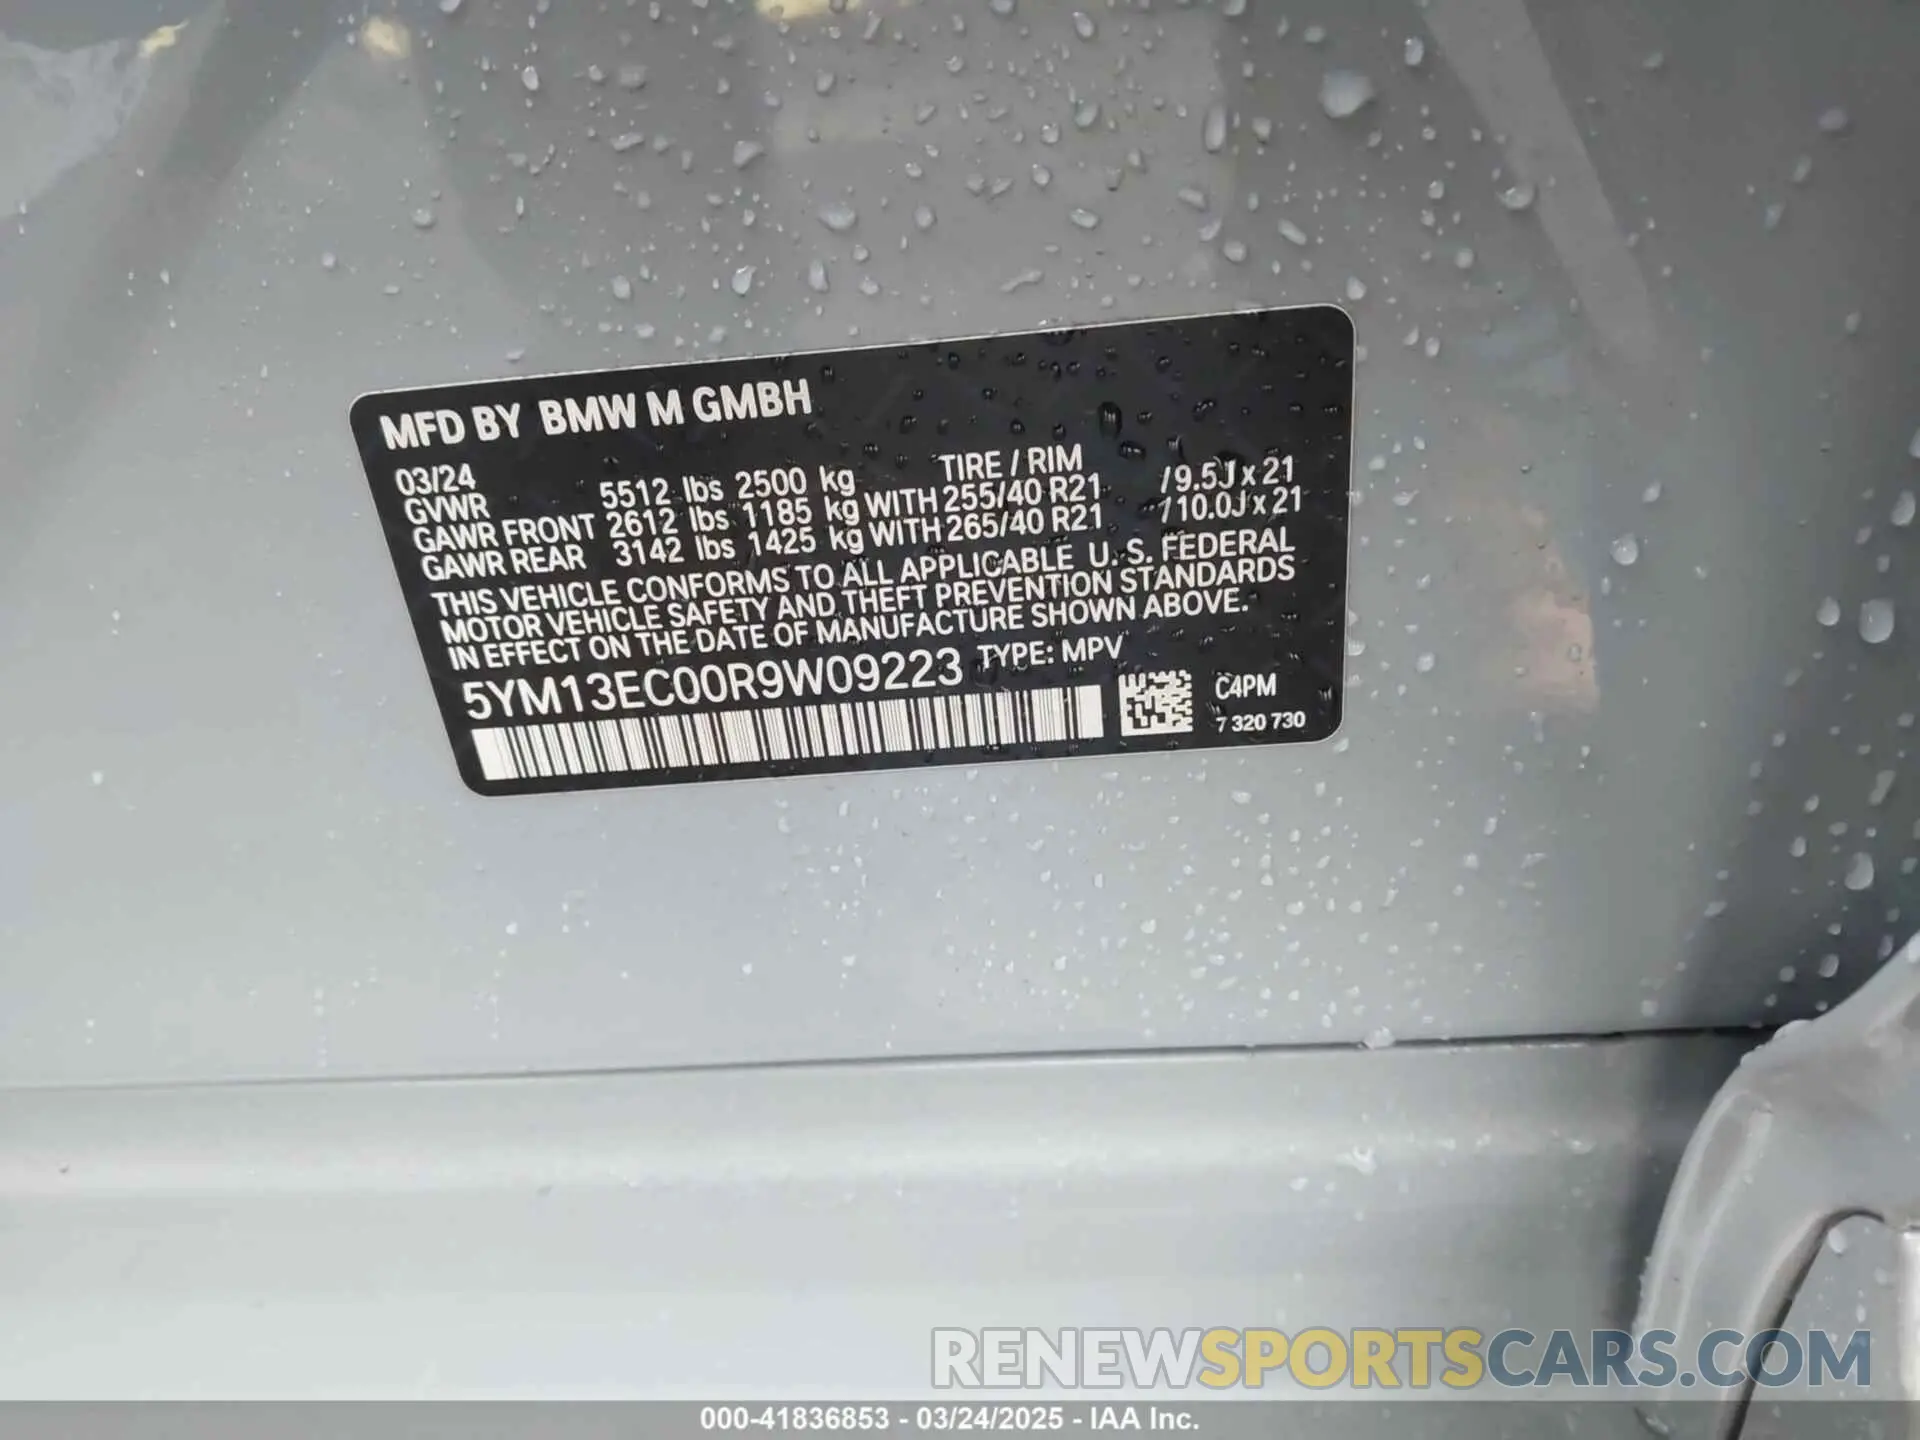 MFD BY BMW M GMBH
03/24 TIRE / RIM
GVWR 5512 lbs 2500 kg
GAWR FRONT 2612 lbs 1185 kg WITH 255/40 R21 /9.5J x 21
GAWR REAR 3142 lbs 1425 kg WITH 265/40 R21 /10.0J x 21
THIS VEHICLE CONFORMS TO ALL APPLICABLE U. S. FEDERAL
MOTOR VEHICLE SAFETY AND THEFT PREVENTION STANDARDS
IN EFFECT ON THE DATE OF MANUFACTURE SHOWN ABOVE.
5YM13EC00R9W09223 TYPE: MPV
C4PM
7 320 730
RENEWSPORTSCARS.COM
000-41836853 - 03/24/2025 - IAA Inc.